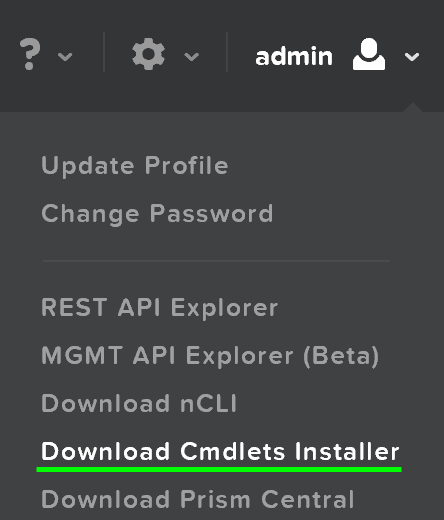 ?
admin
Update Profile
Change Password
REST API Explorer
MGMT API Explorer (Beta)
Download nCLI
Download Cmdlets Installer
Download Prism Central